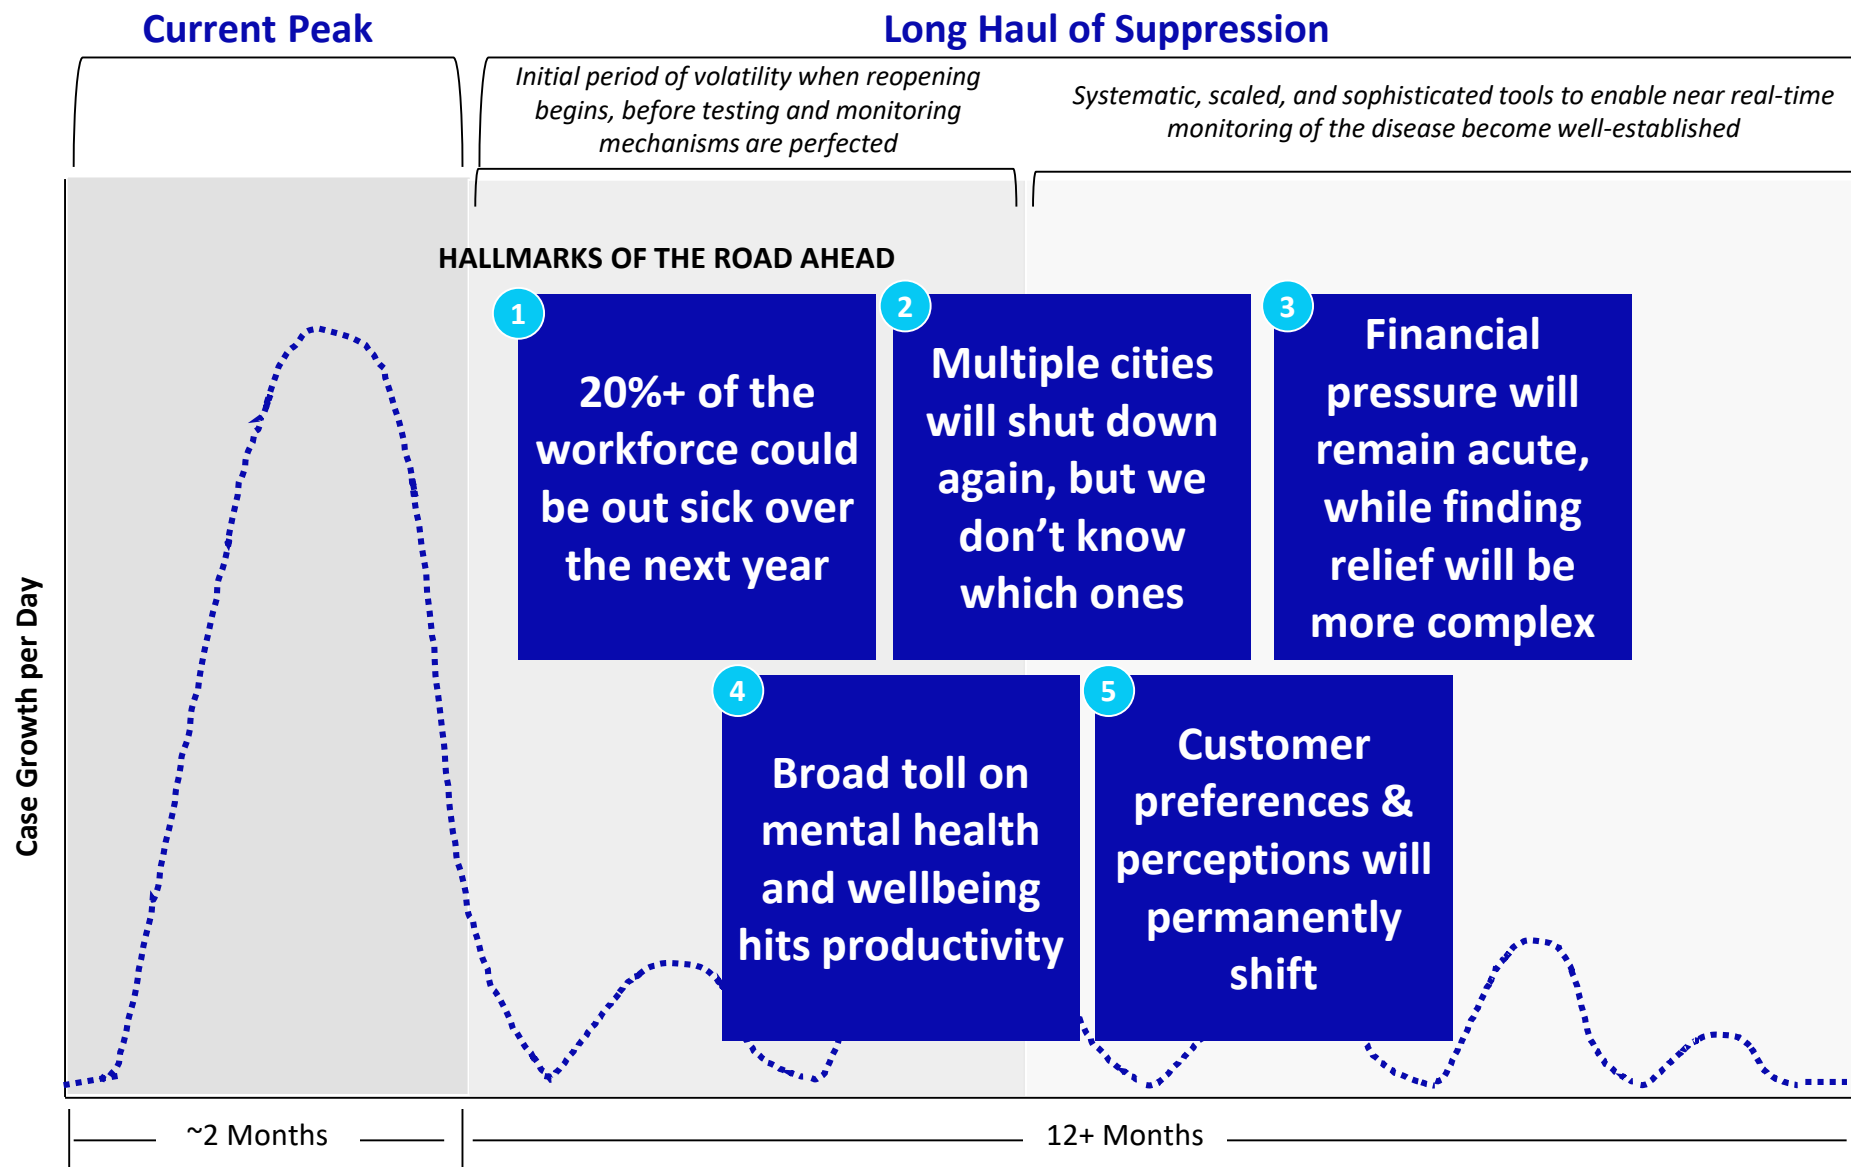 Current Peak
Long Haul of Suppression
Initial period of volatility when reopening
begins, before testing and monitoring
mechanisms are perfected
Systematic, scaled, and sophisticated tools to enable near real-time
monitoring of the disease become well-established
HALLMARKS OF THE ROAD AHEAD
1
20%+ of the
workforce could
be out sick over
the next year
2
Multiple cities
will shut down
again, but we
don’t know
which ones
3
Financial
pressure will
remain acute,
while finding
relief will be
more complex
4
Broad toll on
mental health
and wellbeing
hits productivity
5
Customer
preferences &
perceptions will
permanently
shift
Case Growth per Day
~2 Months
12+ Months